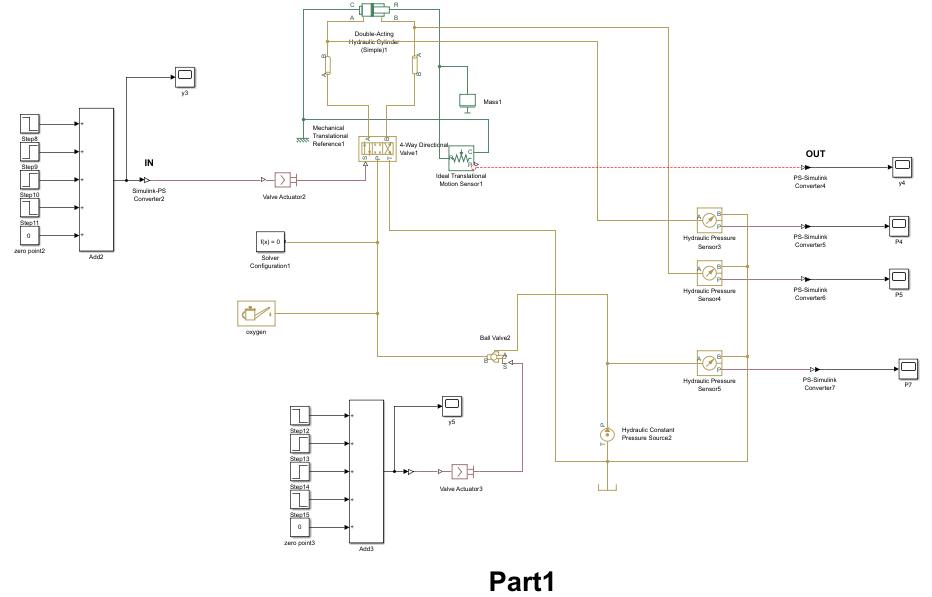 C
R
A
B
Double-Acting
Hydraulic Cylinder
(Simple)1
B
A
A
B
y3
Mass1
Step8
Step9
Step10
Step11
0
zero point2
Add2
IN
Simulink-PS
Converter2
Valve Actuator2
Mechanical
Translational
Reference1
A
B
S
P
T
4-Way Directional
Valve1
C
R
P
Ideal Translational
Motion Sensor1
OUT
PS-Simulink
Converter4
y4
f(x) = 0
Solver
Configuration1
A
B
P
Hydraulic Pressure
Sensor3
PS-Simulink
Converter5
P4
A
B
P
Hydraulic Pressure
Sensor4
PS-Simulink
Converter6
P5
oxygen
Ball Valve2
B
A
S
A
B
P
Hydraulic Pressure
Sensor5
PS-Simulink
Converter7
P7
P
T
Hydraulic Constant
Pressure Source2
Step12
Step13
Step14
Step15
0
zero point3
Add3
y5
Valve Actuator3
Part1